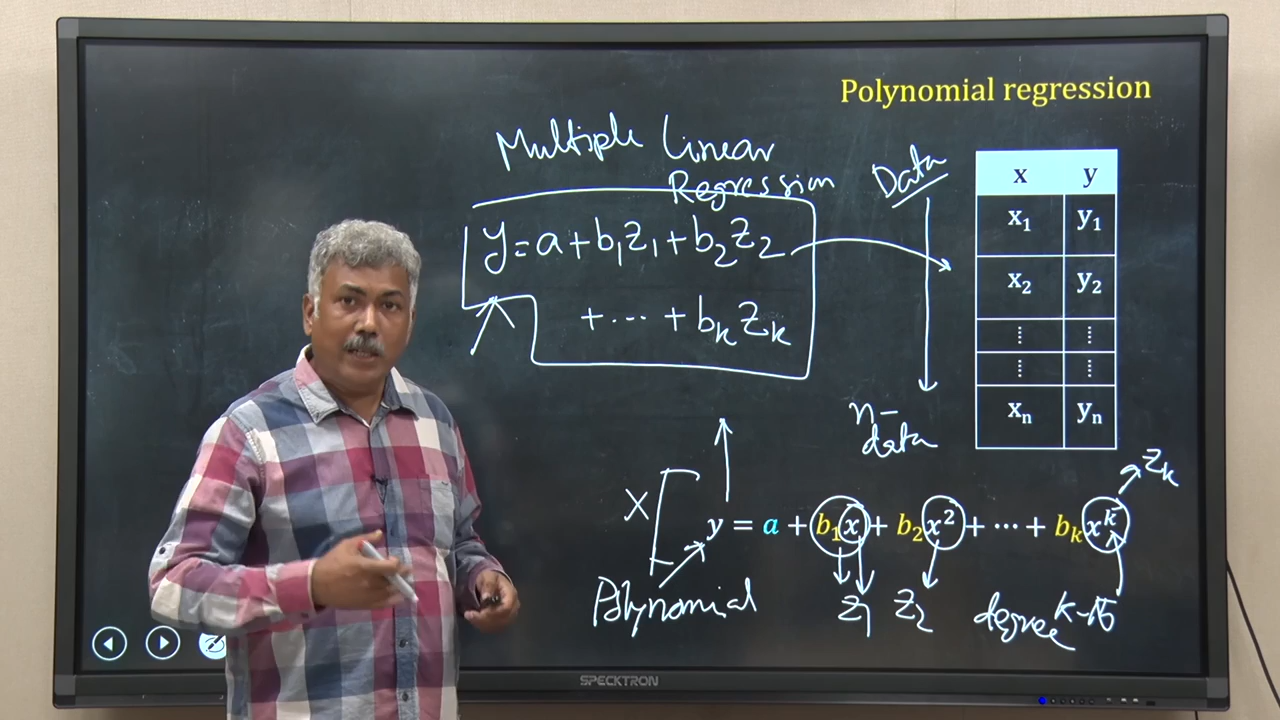 Polynomial regression
Multiple Linear
Regression
y = a + b₁z₁ + b₂z₂
+ ... + bₖzₖ
Data
n-
data
x y
x₁ y₁
x₂ y₂
⋮ ⋮
⋮ ⋮
xₙ yₙ
zₖ
X
y = a + b₁x + b₂x² + ⋯ + bₖxᵏ
Polynomial
z₁ z₂
degree
SPECKTRON